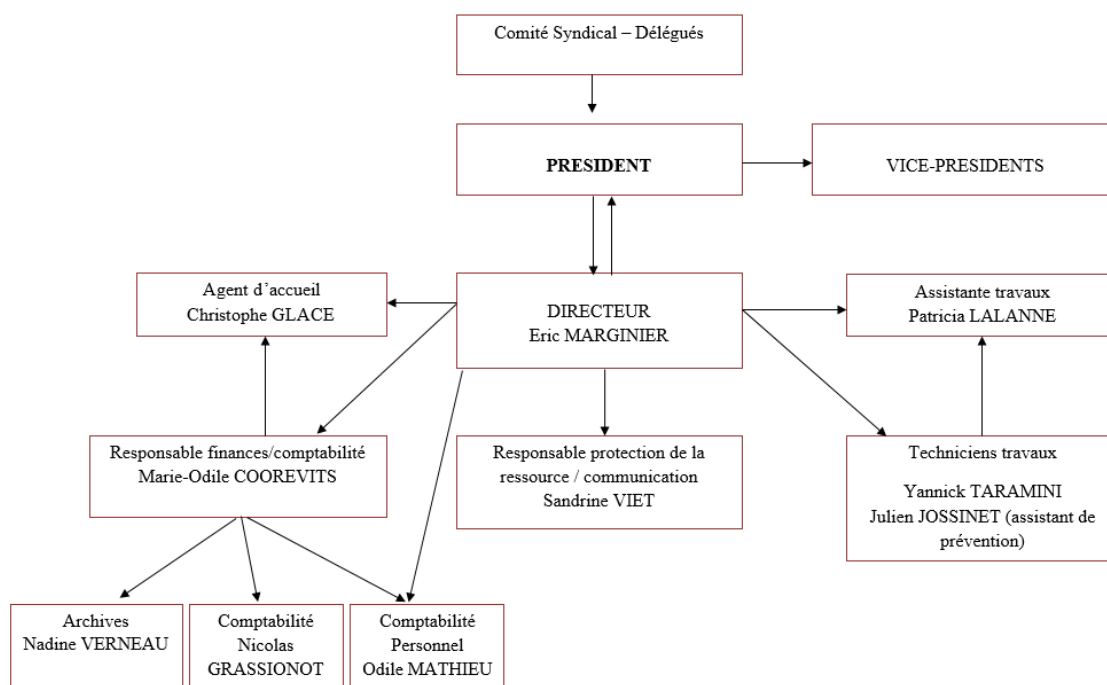 Comité Syndical – Délégués
PRESIDENT
VICE-PRESIDENTS
Agent d’accueil
Christophe GLACE
DIRECTEUR
Eric MARGINIER
Assistante travaux
Patricia LALANNE
Responsable finances/comptabilité
Marie-Odile COOREVITS
Responsable protection de la
ressource / communication
Sandrine VIET
Techniciens travaux
Yannick TARAMINI
Julien JOSSINET (assistant de
prévention)
Archives
Nadine VERNEAU
Comptabilité
Nicolas
GRASSIONOT
Comptabilité
Personnel
Odile MATHIEU